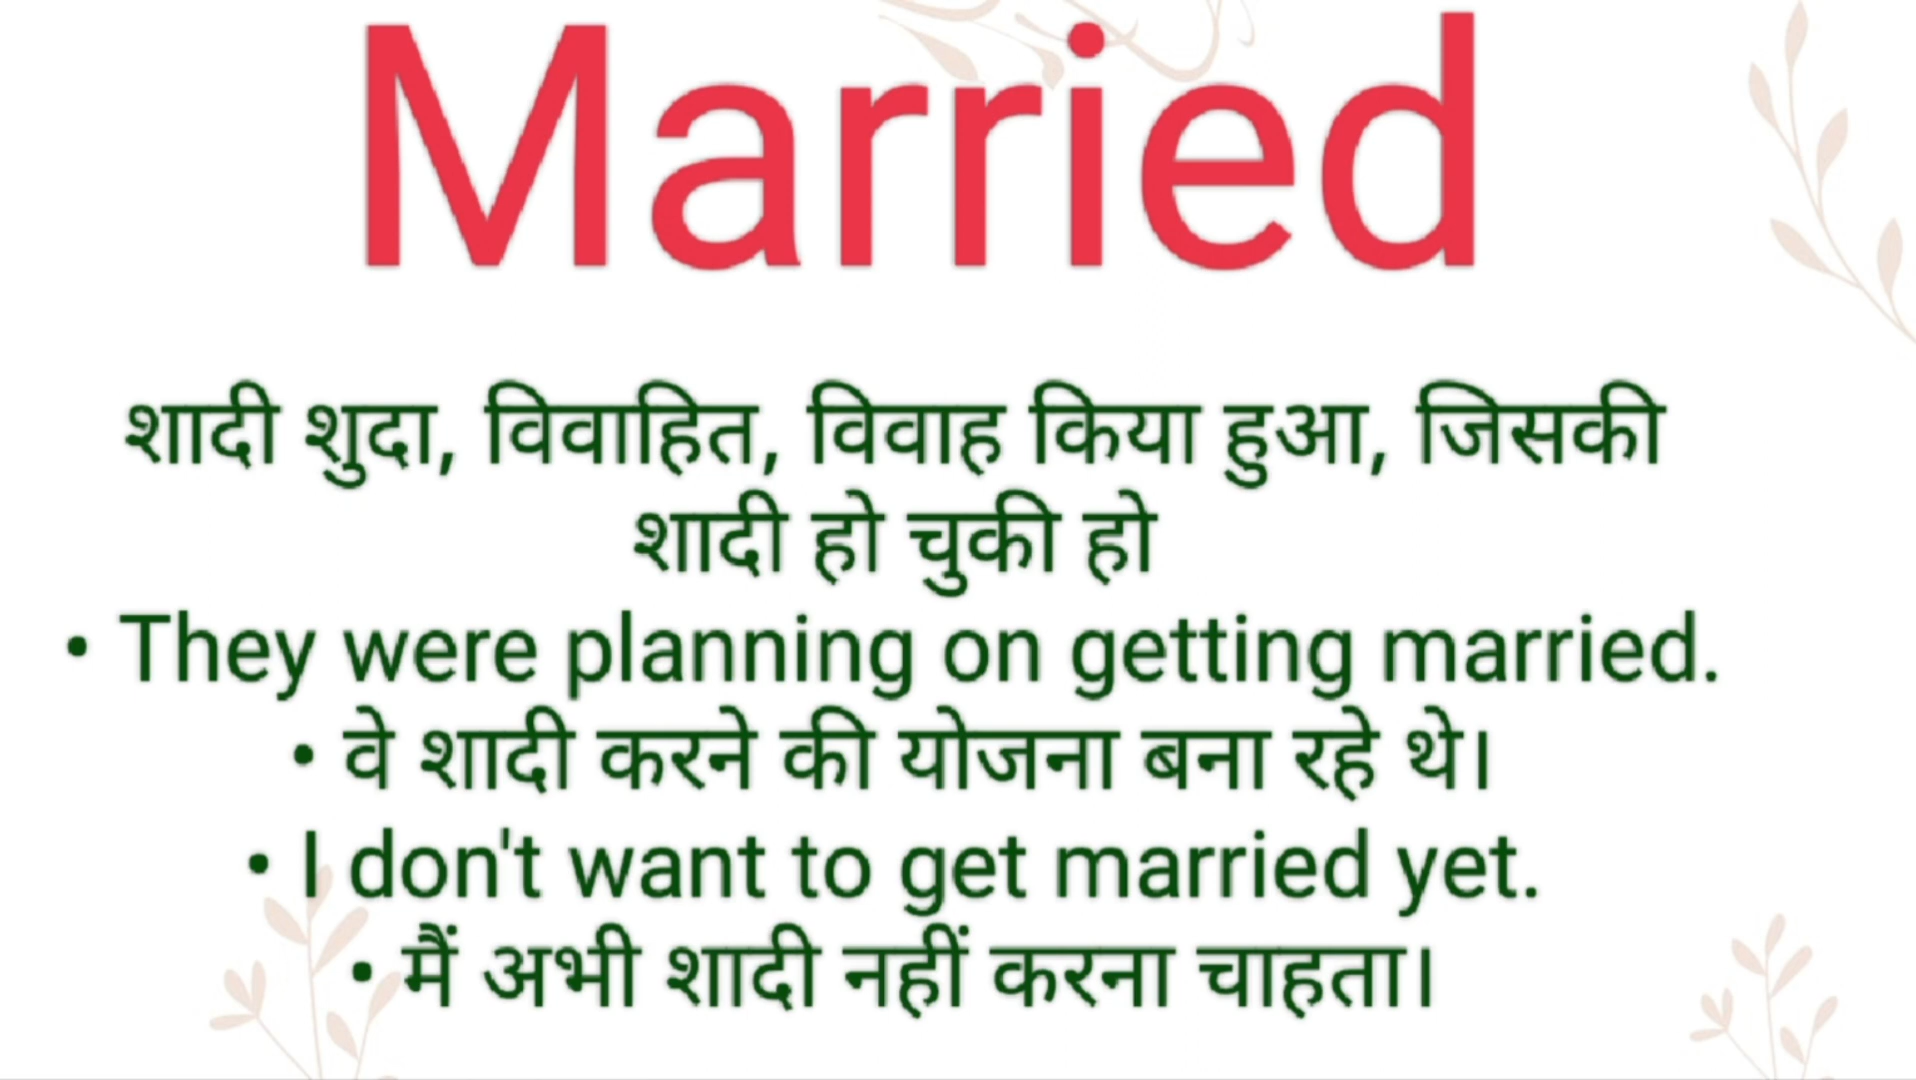 Married
शादी शुदा, विवाहित, विवाह किया हुआ, जिसकी
शादी हो चुकी हो
• They were planning on getting married.
• वे शादी करने की योजना बना रहे थे।
• I don't want to get married yet.
• मैं अभी शादी नहीं करना चाहता।